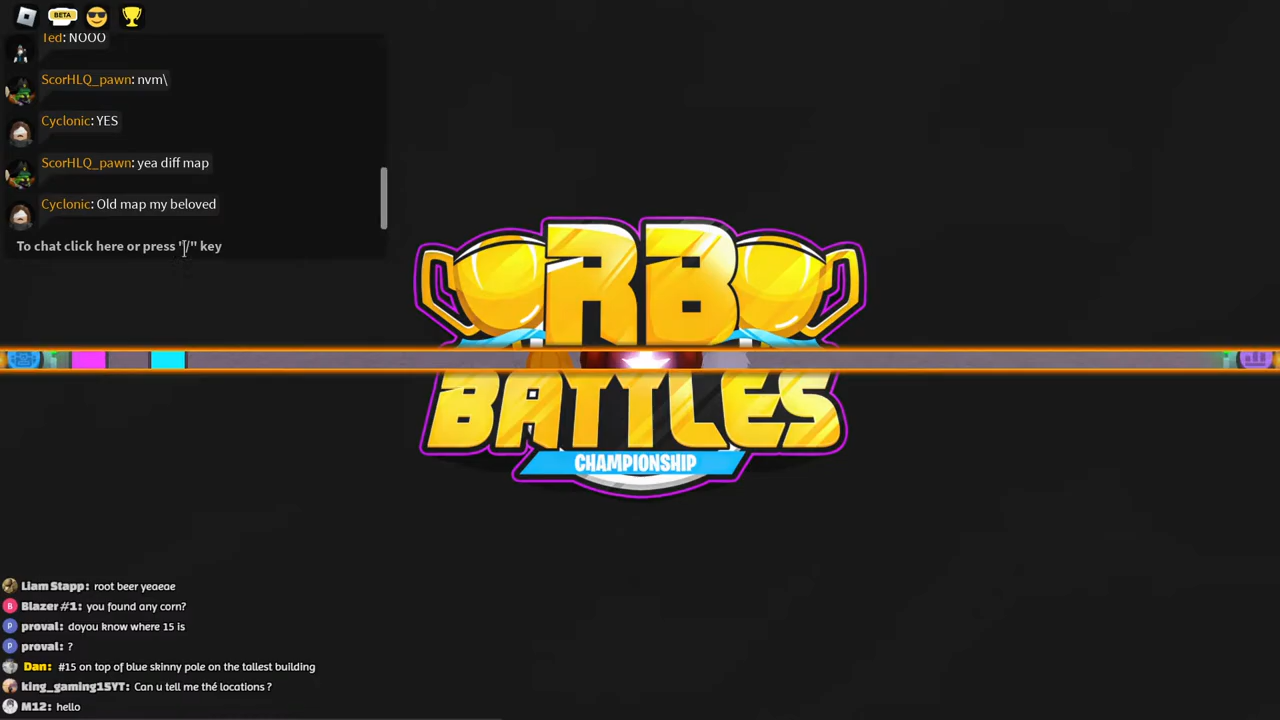 BETA
Ted: NOOO
ScorHLQ_pawn: nvm\
Cyclonic: YES
ScorHLQ_pawn: yea diff map
Cyclonic: Old map my beloved
To chat click here or press "/" key
RB
BATTLES
CHAMPIONSHIP
Liam Stapp: root beer yeaeae
B Blazer #1: you found any corn?
P proval: doyou know where 15 is
P proval: ?
Dan: #15 on top of blue skinny pole on the tallest building
king_gaming15YT: Can u tell me thé locations ?
M12: hello